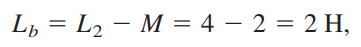 L_b = L_2 − M = 4 − 2 = 2 H,